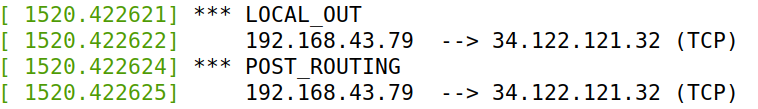 [ 1520.422621] *** LOCAL_OUT
[ 1520.422622]     192.168.43.79  --> 34.122.121.32 (TCP)
[ 1520.422624] *** POST_ROUTING
[ 1520.422625]     192.168.43.79  --> 34.122.121.32 (TCP)